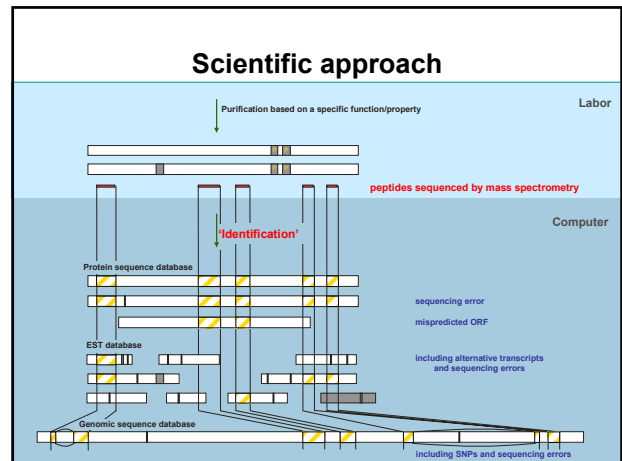 Scientific approach
Labor
Purification based on a specific function/property
peptides sequenced by mass spectrometry
Computer
'Identification'
Protein sequence database
sequencing error
mispredicted ORF
EST database
including alternative transcripts
and sequencing errors
Genomic sequence database
including SNPs and sequencing errors